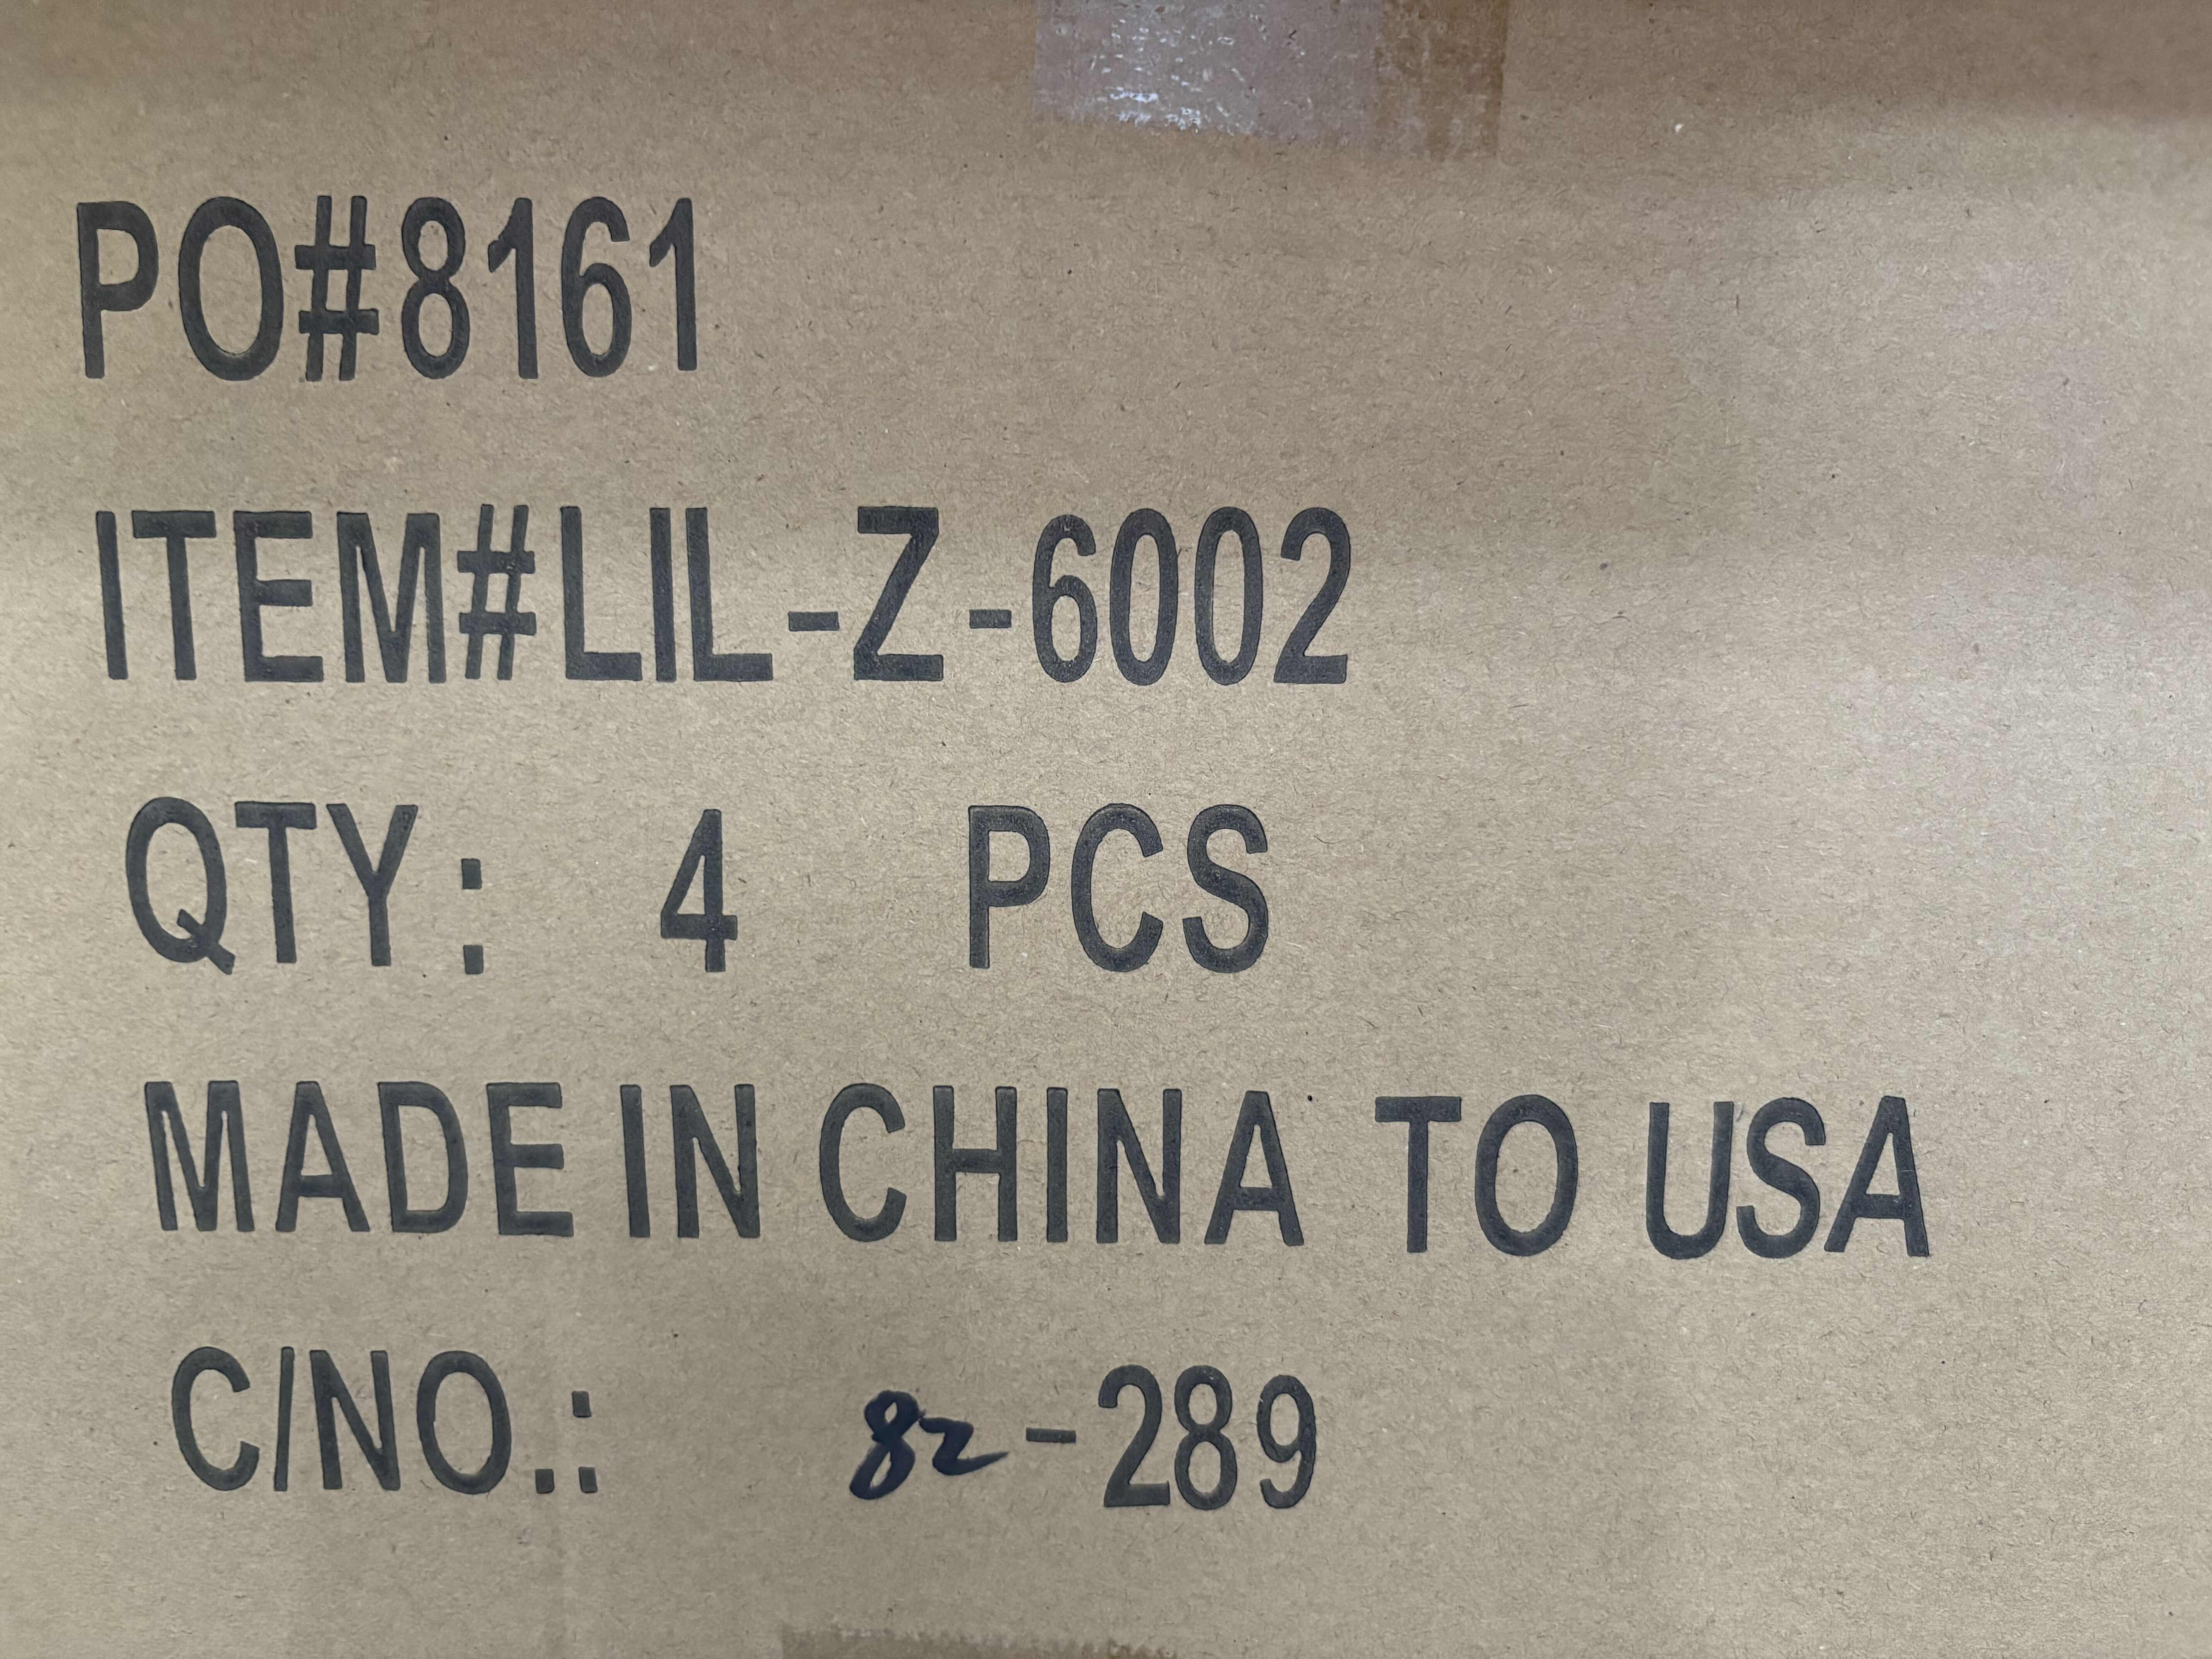 PO#8161
ITEM#LIL-Z-6002
QTY: 4 PCS
MADE IN CHINA TO USA
C/NO.: 82-289